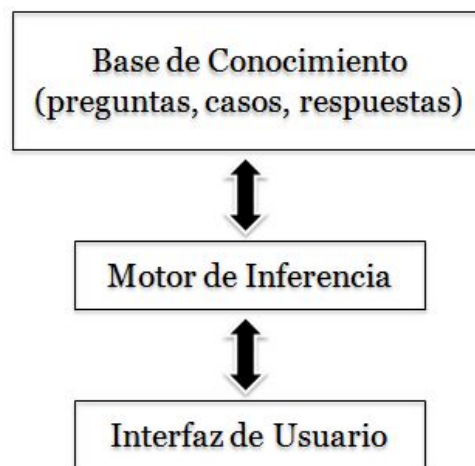 Base de Conocimiento
(preguntas, casos, respuestas)
Motor de Inferencia
Interfaz de Usuario